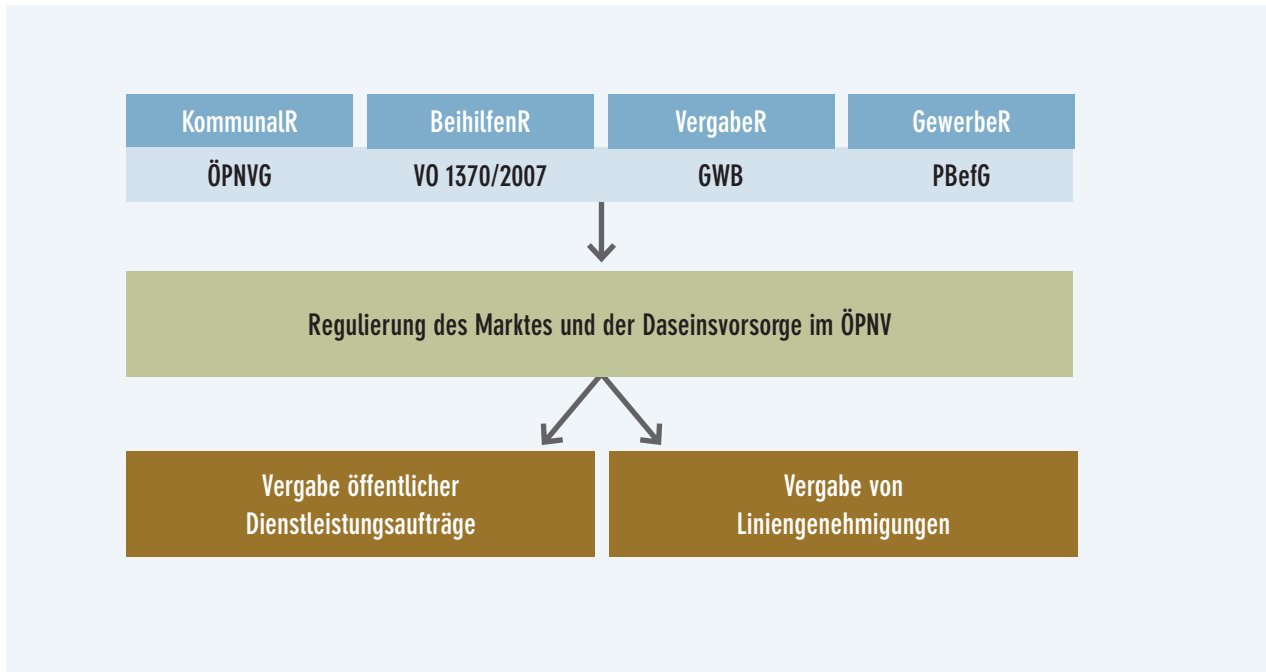 KommunalR BeihilfenR VergabeR GewerbeR
ÖPNVG VO 1370/2007 GWB PBefG
Regulierung des Marktes und der Daseinsvorsorge im ÖPNV
Vergabe öffentlicher
Dienstleistungsaufträge
Vergabe von
Liniengenehmigungen